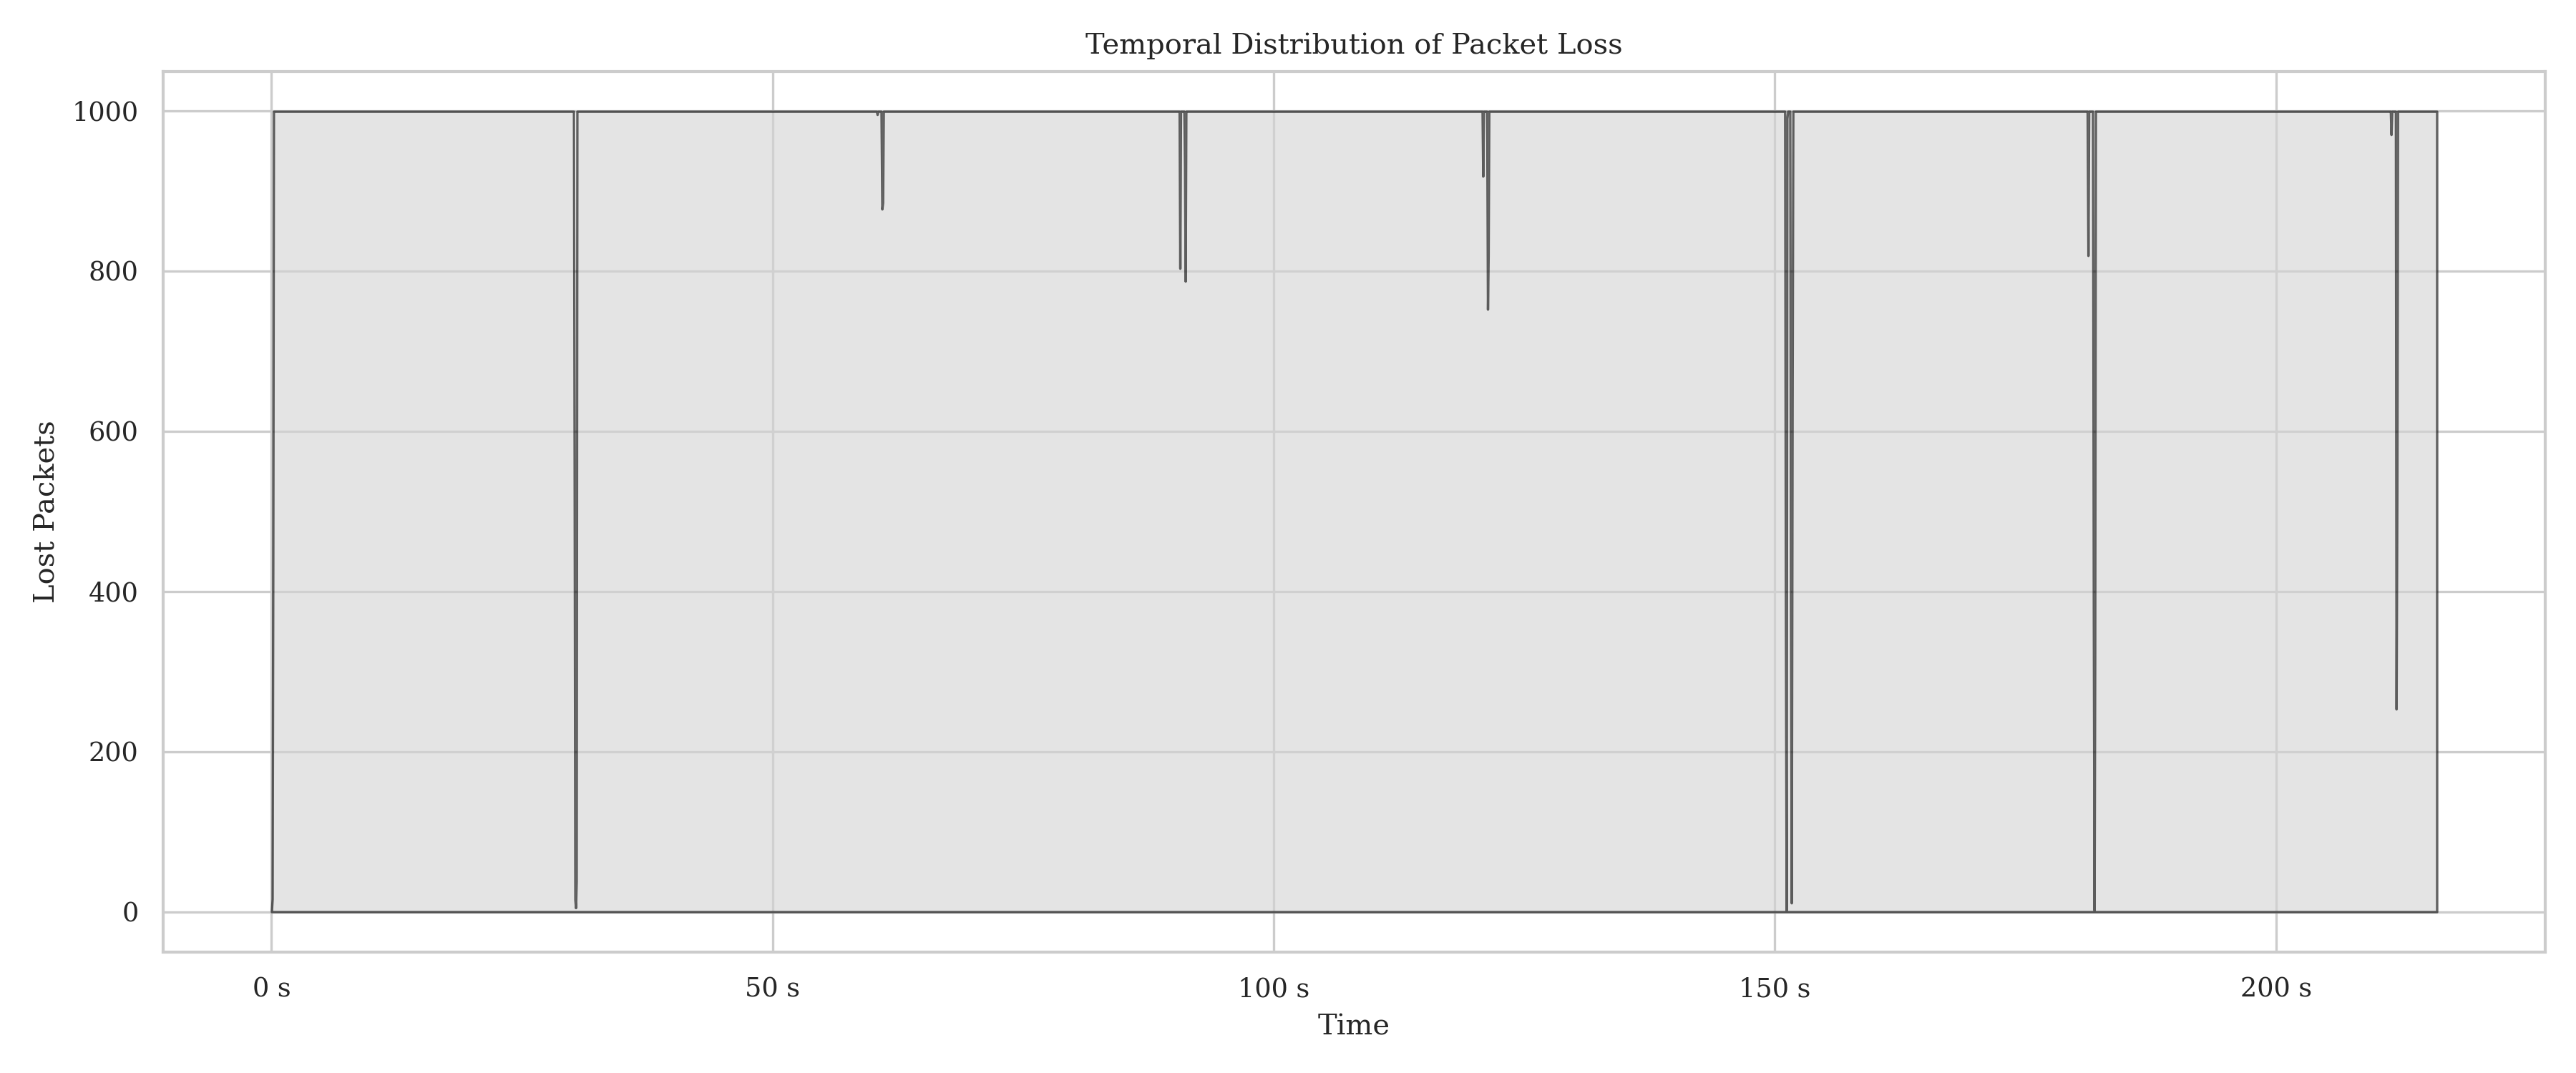 Temporal Distribution of Packet Loss
1000
800
600
400
200
0
Lost Packets
0 s
50 s
100 s
150 s
200 s
Time